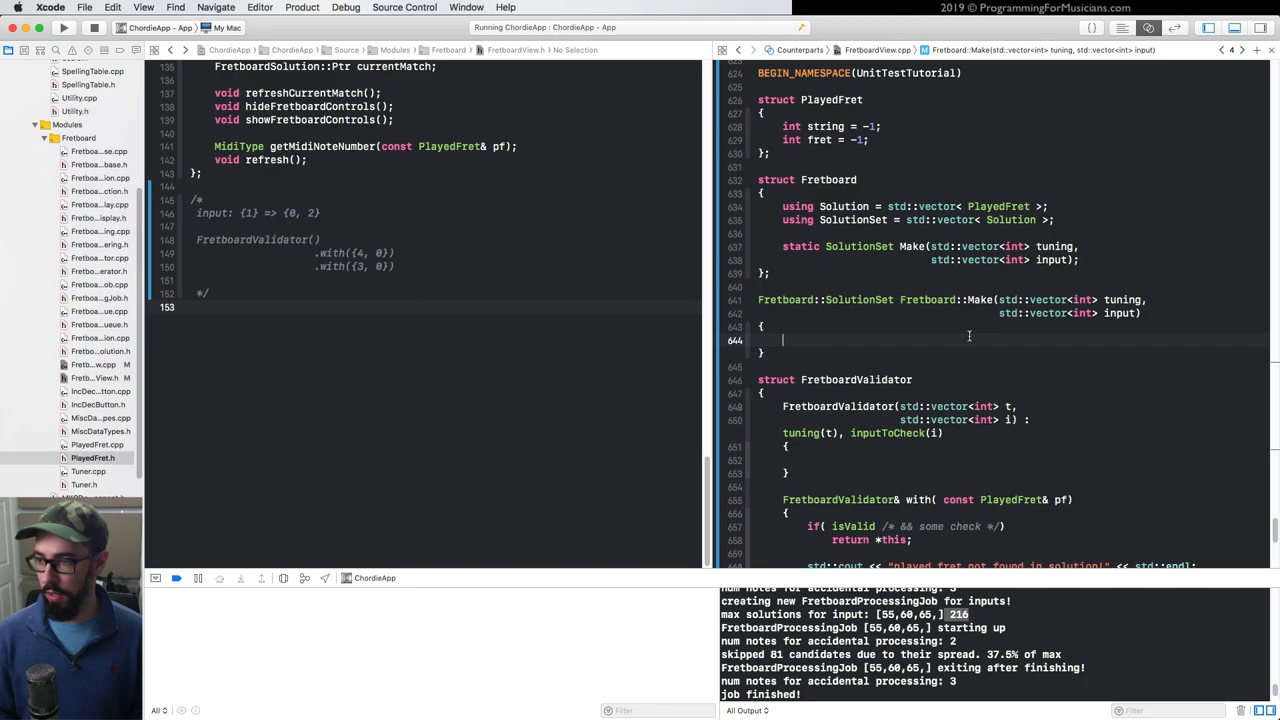 2019 © ProgrammingForMusicians.com
Xcode File Edit View Find Navigate Editor Product Debug Source Control Window Help
ChordieApp - App My Mac
Running ChordieApp : ChordieApp - App
ChordieApp ChordieApp Source Modules Fretboard FretboardView.h No Selection
Counterparts FretboardView.cpp Fretboard::Make(std::vector<int> tuning, std::vector<int> input) 4
SpellingTable.cpp
SpellingTable.h
Utility.cpp
Utility.h
Modules
Fretboard
Fretboa...se.cpp
Fretboa...base.h
Fretboa...ion.cpp
Fretboa...ction.h
Fretboa...lay.cpp
Fretbo...isplay.h
Fretboa...ing.cpp
Fretboa...ering.h
Fretboa...tor.cpp
Fretbo...erator.h
Fretboa...ob.cpp
Fretboa...gJob.h
Fretboa...ue.cpp
Fretboa...ueue.h
Fretboa...ion.cpp
Fretbo...olution.h
Fretb...w.cpp M
Fretb...View.h M
IncDec...tton.cpp
IncDecButton.h
MiscData...pes.cpp
MiscDataTypes.h
PlayedFret.cpp
PlayedFret.h
Tuner.cpp
Tuner.h
135 FretboardSolution::Ptr currentMatch;
136
137 void refreshCurrentMatch();
138 void hideFretboardControls();
139 void showFretboardControls();
140
141 MidiType getMidiNoteNumber(const PlayedFret& pf);
142 void refresh();
143 };
144
145 /*
146 input: {1} => {0, 2}
147
148 FretboardValidator()
149 .with({4, 0})
150 .with({3, 0})
151
152 */
153
623
624 BEGIN_NAMESPACE(UnitTestTutorial)
625
626 struct PlayedFret
627 {
628 int string = -1;
629 int fret = -1;
630 };
631
632 struct Fretboard
633 {
634 using Solution = std::vector< PlayedFret >;
635 using SolutionSet = std::vector< Solution >;
636
637 static SolutionSet Make(std::vector<int> tuning,
638 std::vector<int> input);
639 };
640
641 Fretboard::SolutionSet Fretboard::Make(std::vector<int> tuning,
642 std::vector<int> input)
643 {
644
645 }
646 struct FretboardValidator
647 {
648 FretboardValidator(std::vector<int> t,
650 std::vector<int> i) :
tuning(t), inputToCheck(i)
651 {
652
653 }
654
655 FretboardValidator& with( const PlayedFret& pf)
656 {
657 if( isValid /* && some check */)
658 return *this;
659
std::cout << "played fret not found in solution!" << std::endl;
ChordieApp
creating new FretboardProcessingJob for inputs!
max solutions for input: [55,60,65,] 216
FretboardProcessingJob [55,60,65,] starting up
num notes for accidental processing: 2
skipped 81 candidates due to their spread. 37.5% of max
FretboardProcessingJob [55,60,65,] exiting after finishing!
num notes for accidental processing: 3
job finished!
All Filter All Output Filter